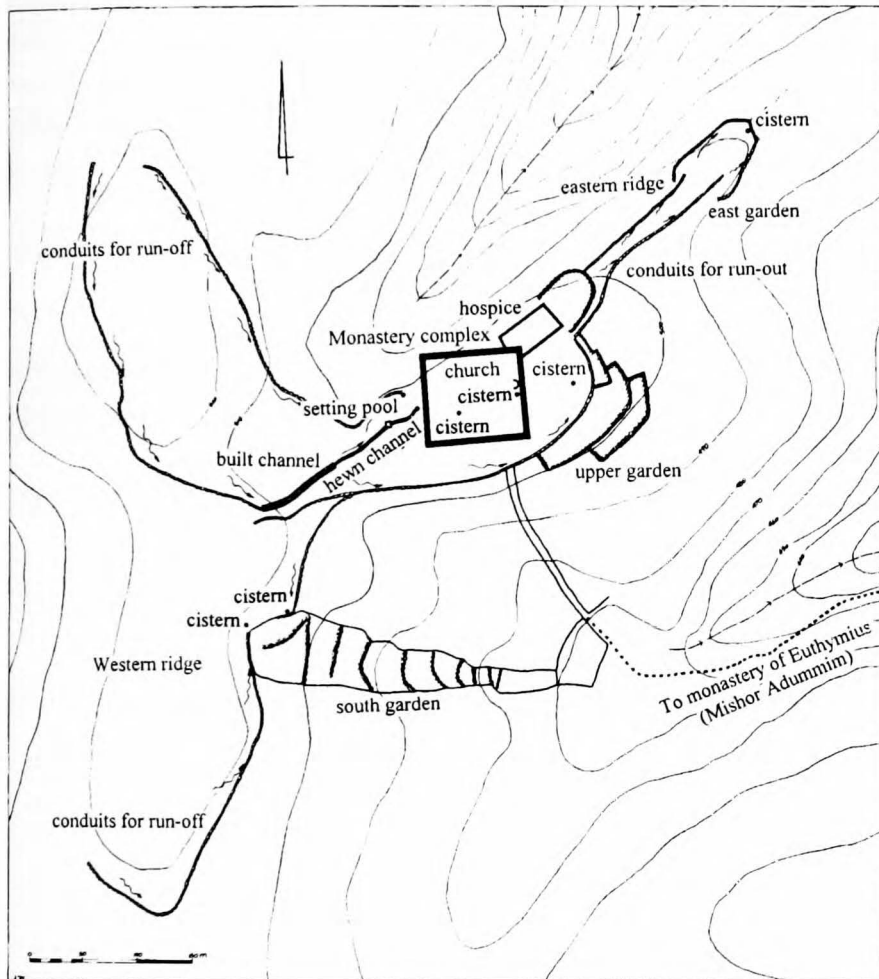 cistern
eastern ridge
east garden
conduits for run-off
conduits for run-out
hospice
Monastery complex
church
cistern
cistern
cistern
setting pool
built channel
hewn channel
upper garden
cistern
cistern
Western ridge
south garden
To monastery of Euthymius
(Mishor Adummim)
conduits for run-off